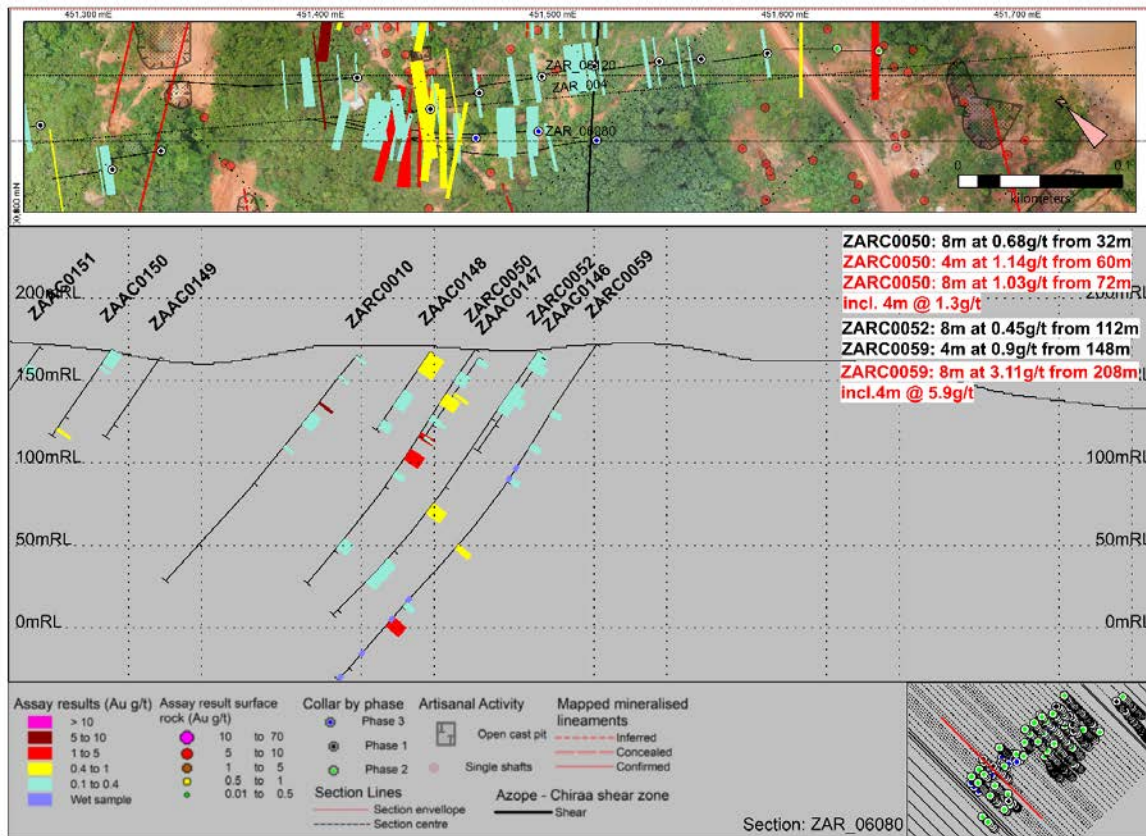 451,300 mE
451,400 mE
451,500 mE
451,600 mE
451,700 mE
ZAR_06120
ZAR_004
ZAR_06080
N
0
0.1
kilometers
ZAAC0151
ZAAC0150
ZAAC0149
ZARC0010
ZAAC0148
ZARC0050
ZAAC0147
ZARC0052
ZAAC0146
ZARC0059
ZARC0050: 8m at 0.68g/t from 32m
ZARC0050: 4m at 1.14g/t from 60m
ZARC0050: 8m at 1.03g/t from 72m
incl. 4m @ 1.3g/t
ZARC0052: 8m at 0.45g/t from 112m
ZARC0059: 4m at 0.9g/t from 148m
ZARC0059: 8m at 3.11g/t from 208m
incl.4m @ 5.9g/t
200mRL
150mRL
100mRL
100mRL
50mRL
50mRL
0mRL
0mRL
Assay results (Au g/t)
> 10
5 to 10
1 to 5
0.4 to 1
0.1 to 0.4
Wet sample
Assay result surface
rock (Au g/t)
10 to 70
5 to 10
1 to 5
0.5 to 1
0.01 to 0.5
Collar by phase
Phase 3
Phase 1
Phase 2
Artisanal Activity
Open cast pit
Single shafts
Mapped mineralised
lineaments
Inferred
Concealed
Confirmed
Section Lines
Section envelope
Section centre
Azope - Chiraa shear zone
Shear
Section: ZAR_06080